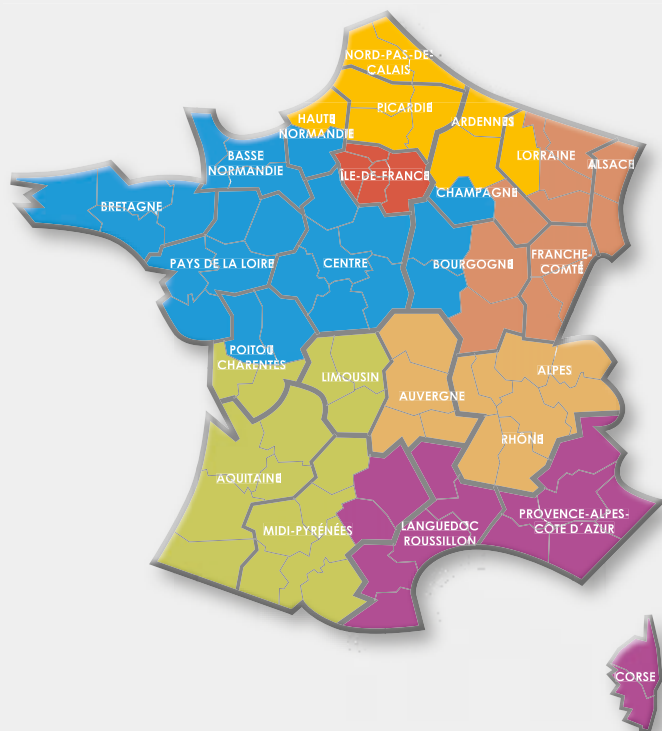 NORD-PAS-DE-
CALAIS
PICARDIE
HAUTE
NORMANDIE
ARDENNES
BASSE
NORMANDIE
LORRAINE
ALSACE
ÎLE-DE-FRANCE
CHAMPAGNE
BRETAGNE
PAYS DE LA LOIRE
CENTRE
BOURGOGNE
FRANCHE-
COMTÉ
POITOU
CHARENTES
LIMOUSIN
AUVERGNE
ALPES
RHÔNE
AQUITAINE
MIDI-PYRÉNÉES
LANGUEDOC
ROUSSILLON
PROVENCE-ALPES-
CÔTE D'AZUR
CORSE